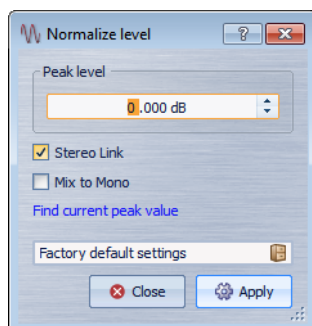 Normalize level
?
Peak level
0.000 dB
Stereo Link
Mix to Mono
Find current peak value
Factory default settings
Close
Apply